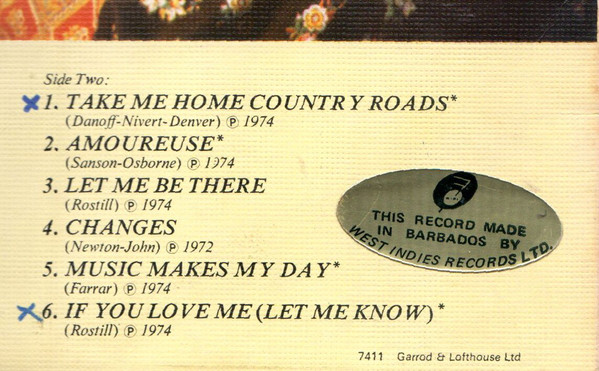 Side Two:
1. TAKE ME HOME COUNTRY ROADS*
(Danoff-Nivert-Denver) ℗ 1974
2. AMOUREUSE*
(Sanson-Osborne) ℗ 1974
3. LET ME BE THERE
(Rostill) ℗ 1974
4. CHANGES
(Newton-John) ℗ 1972
5. MUSIC MAKES MY DAY*
(Farrar) ℗ 1974
6. IF YOU LOVE ME (LET ME KNOW)*
(Rostill) ℗ 1974
THIS RECORD MADE
IN BARBADOS BY
WEST INDIES RECORDS LTD.
7411 Garrod & Lofthouse Ltd